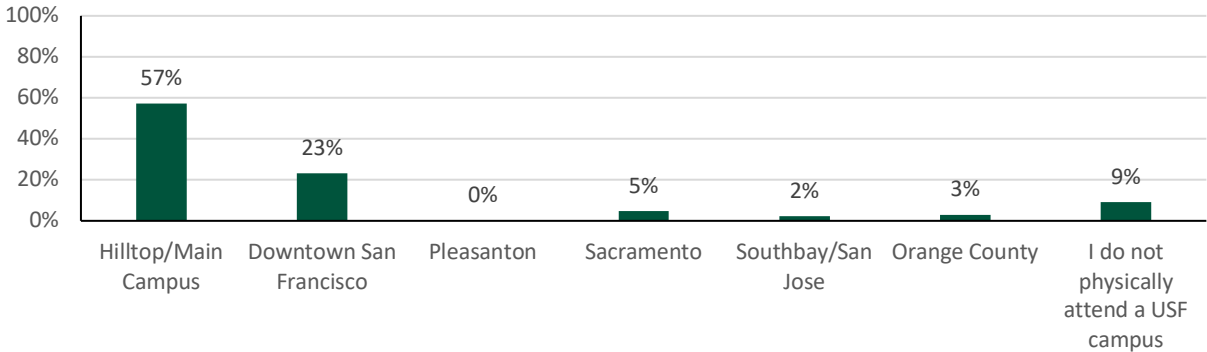 100%
80%
60%
40%
20%
0%
57%
23%
0%
5%
2%
3%
9%
Hilltop/Main
Campus
Downtown San
Francisco
Pleasanton
Sacramento
Southbay/San
Jose
Orange County
I do not
physically
attend a USF
campus